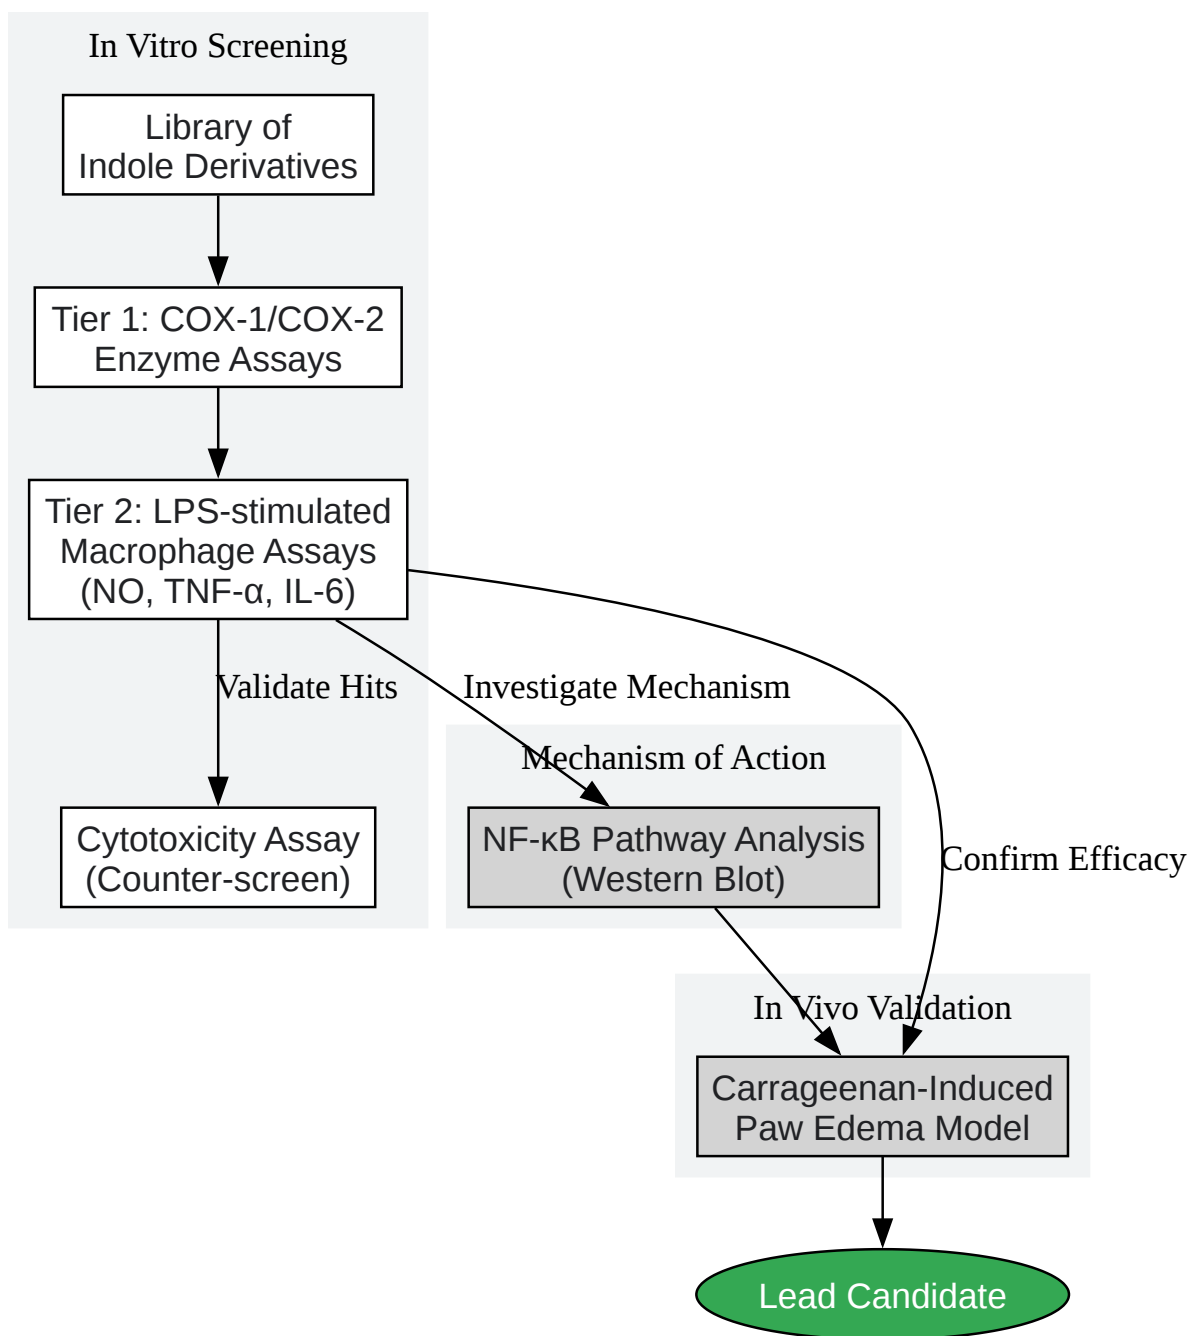 In Vitro Screening
Library of
Indole Derivatives
Tier 1: COX-1/COX-2
Enzyme Assays
Tier 2: LPS-stimulated
Macrophage Assays
(NO, TNF-α, IL-6)
Validate Hits
Investigate Mechanism
Mechanism of Action
Cytotoxicity Assay
(Counter-screen)
NF-κB Pathway Analysis
(Western Blot)
Confirm Efficacy
In Vivo Validation
Carrageenan-Induced
Paw Edema Model
Lead Candidate